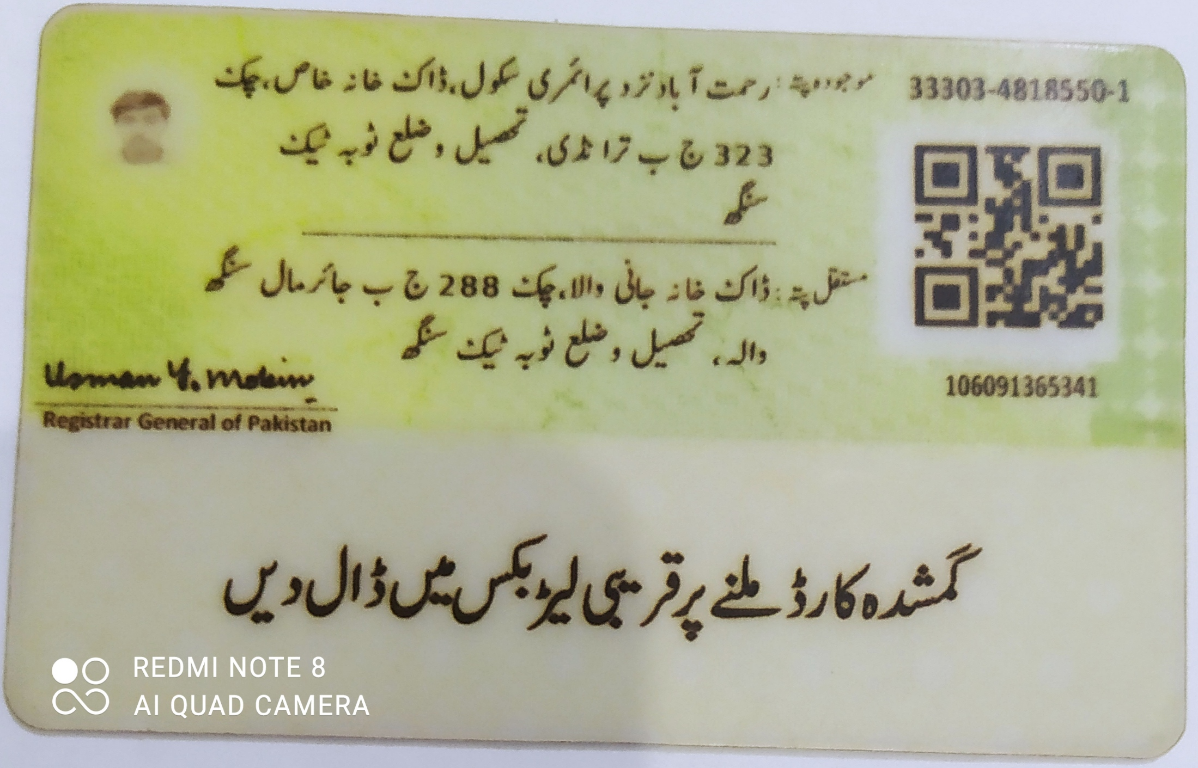 33303-4818550-1
موجودہ پتہ: رحمت آباد نزد پرائمری سکول، ڈاک خانہ خاص، چک
323 ج ب ترانڈی، تحصیل و ضلع ٹوبہ ٹیک
سنگھ
مستقل پتہ: ڈاک خانہ جانی والا، چک 288 ج ب جائر مال سنگھ
والہ، تحصیل و ضلع ٹوبہ ٹیک سنگھ
106091365341
Usman Y. Mobin
Registrar General of Pakistan
گمشدہ کارڈ ملنے پر قریبی لیٹر بکس میں ڈال دیں
REDMI NOTE 8
AI QUAD CAMERA